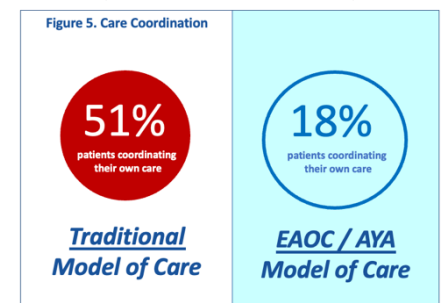 Figure 5. Care Coordination
51%
patients coordinating
their own care
Traditional
Model of Care
18%
patients coordinating
their own care
EAOC / AYA
Model of Care